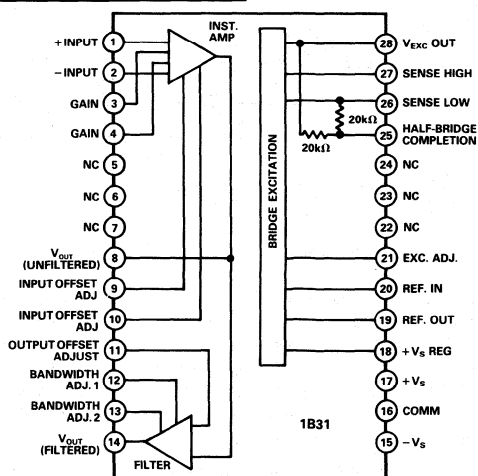 INST.
AMP
+INPUT 1
-INPUT 2
GAIN 3
GAIN 4
NC 5
NC 6
NC 7
VOUT
(UNFILTERED) 8
INPUT OFFSET
ADJ 9
INPUT OFFSET
ADJ 10
OUTPUT OFFSET
ADJUST 11
BANDWIDTH
ADJ. 1 12
BANDWIDTH
ADJ. 2 13
VOUT
(FILTERED) 14
FILTER
BRIDGE EXCITATION
20kΩ
20kΩ
28 VEXC OUT
27 SENSE HIGH
26 SENSE LOW
25 HALF-BRIDGE
COMPLETION
24 NC
23 NC
22 NC
21 EXC. ADJ.
20 REF. IN
19 REF. OUT
18 +VS REG
17 +VS
16 COMM
15 -VS
1B31